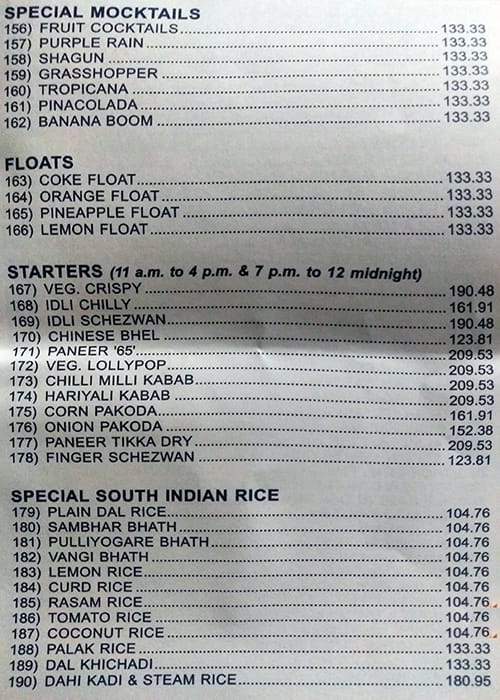 SPECIAL MOCKTAILS
156) FRUIT COCKTAILS 133.33
157) PURPLE RAIN 133.33
158) SHAGUN 133.33
159) GRASSHOPPER 133.33
160) TROPICANA 133.33
161) PINACOLADA 133.33
162) BANANA BOOM 133.33
FLOATS
163) COKE FLOAT 133.33
164) ORANGE FLOAT 133.33
165) PINEAPPLE FLOAT 133.33
166) LEMON FLOAT 133.33
STARTERS (11 a.m. to 4 p.m. & 7 p.m. to 12 midnight)
167) VEG. CRISPY 190.48
168) IDLI CHILLY 161.91
169) IDLI SCHEZWAN 190.48
170) CHINESE BHEL 123.81
171) PANEER '65' 209.53
172) VEG. LOLLYPOP 209.53
173) CHILLI MILLI KABAB 209.53
174) HARIYALI KABAB 209.53
175) CORN PAKODA 161.91
176) ONION PAKODA 152.38
177) PANEER TIKKA DRY 209.53
178) FINGER SCHEZWAN 123.81
SPECIAL SOUTH INDIAN RICE
179) PLAIN DAL RICE 104.76
180) SAMBHAR BHATH 104.76
181) PULLIYOGARE BHATH 104.76
182) VANGI BHATH 104.76
183) LEMON RICE 104.76
184) CURD RICE 104.76
185) RASAM RICE 104.76
186) TOMATO RICE 104.76
187) COCONUT RICE 104.76
188) PALAK RICE 133.33
189) DAL KHICHADI 133.33
190) DAHI KADI & STEAM RICE 180.95